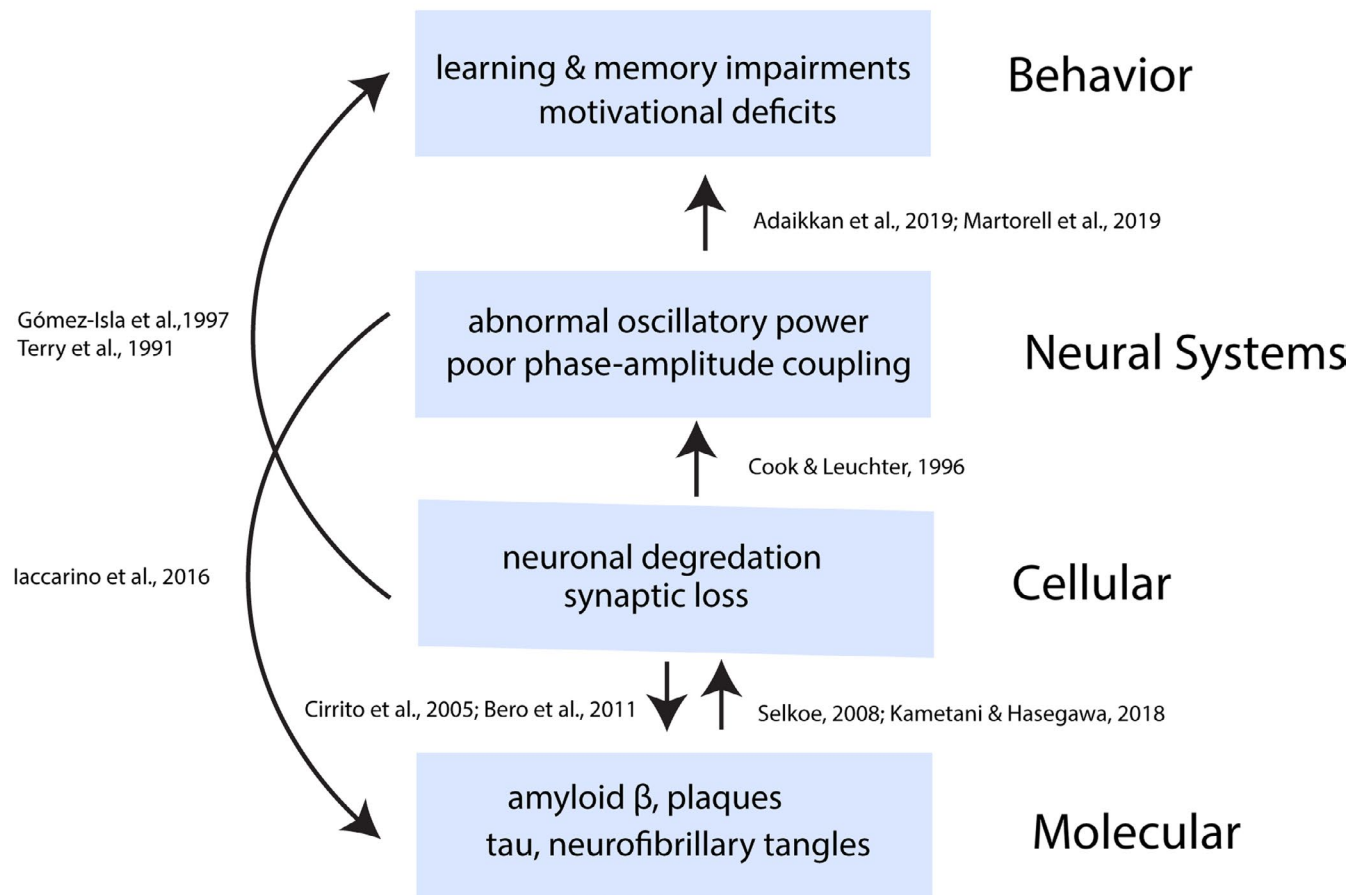 learning & memory impairments
motivational deficits
Behavior
Adaikkan et al., 2019; Martorell et al., 2019
abnormal oscillatory power
poor phase-amplitude coupling
Neural Systems
Gómez-Isla et al.,1997
Terry et al., 1991
Cook & Leuchter, 1996
neuronal degredation
synaptic loss
Cellular
Iaccarino et al., 2016
Cirrito et al., 2005; Bero et al., 2011
Selkoe, 2008; Kametani & Hasegawa, 2018
amyloid β, plaques
tau, neurofibrillary tangles
Molecular